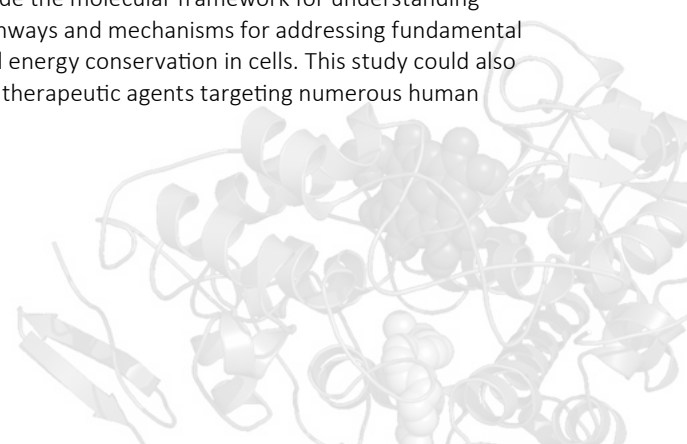 de the molecular framework for understanding
hways and mechanisms for addressing fundamental
l energy conservation in cells. This study could also
therapeutic agents targeting numerous human